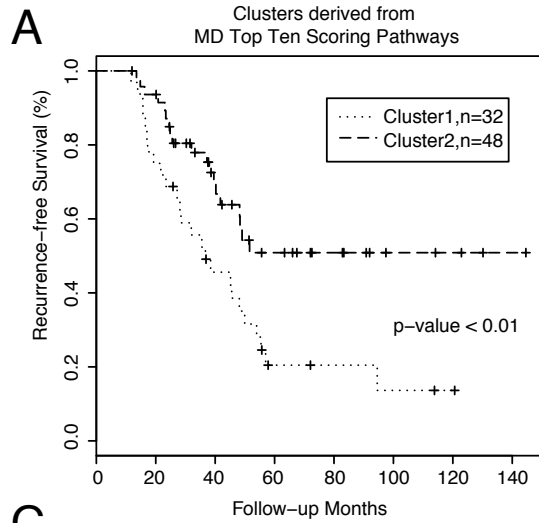 A
Clusters derived from
MD Top Ten Scoring Pathways
Recurrence−free Survival (%)
1.0
0.8
0.6
0.4
0.2
0.0
Cluster1,n=32
Cluster2,n=48
p−value < 0.01
0 20 40 60 80 100 120 140
Follow−up Months